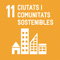 11 CIUTATS I
COMUNITATS
SOSTENIBLES